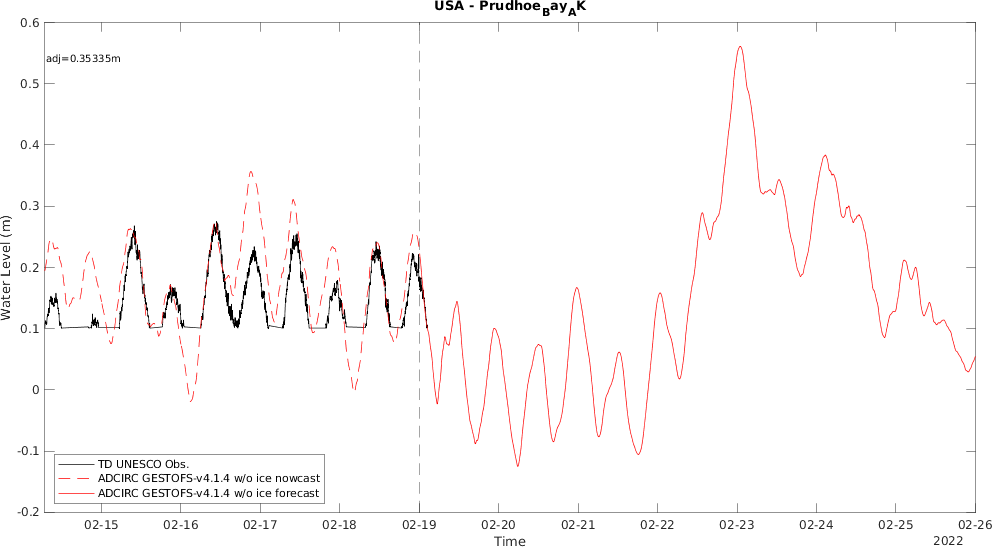 USA - PrudhoeBayAK
0.6
adj=0.35335m
0.5
0.4
0.3
0.2
0.1
0
-0.1
-0.2
Water Level (m)
TD UNESCO Obs.
ADCIRC GESTOFS-v4.1.4 w/o ice nowcast
ADCIRC GESTOFS-v4.1.4 w/o ice forecast
02-15 02-16 02-17 02-18 02-19 02-20 02-21 02-22 02-23 02-24 02-25 02-26
Time
2022